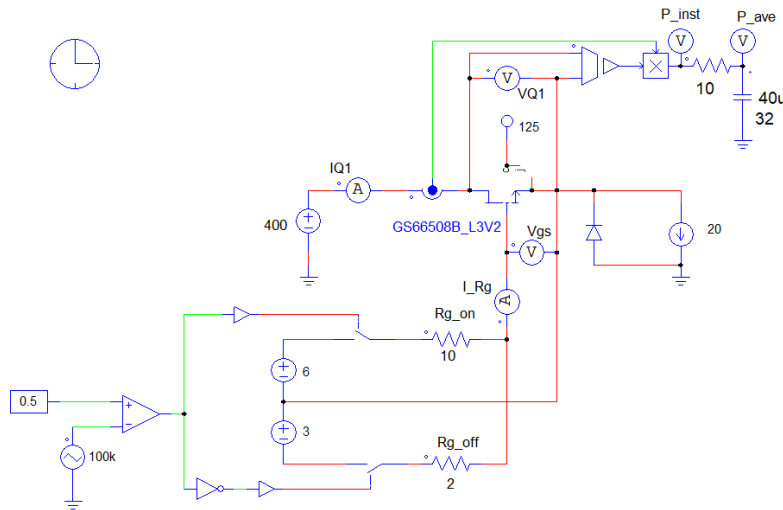 P_inst
P_ave
V
V
V
VQ1
10
40u
32
125
j
IQ1
A
400
GS66508B_L3V2
Vgs
V
20
I_Rg
A
Rg_on
10
6
0.5
3
100k
Rg_off
2